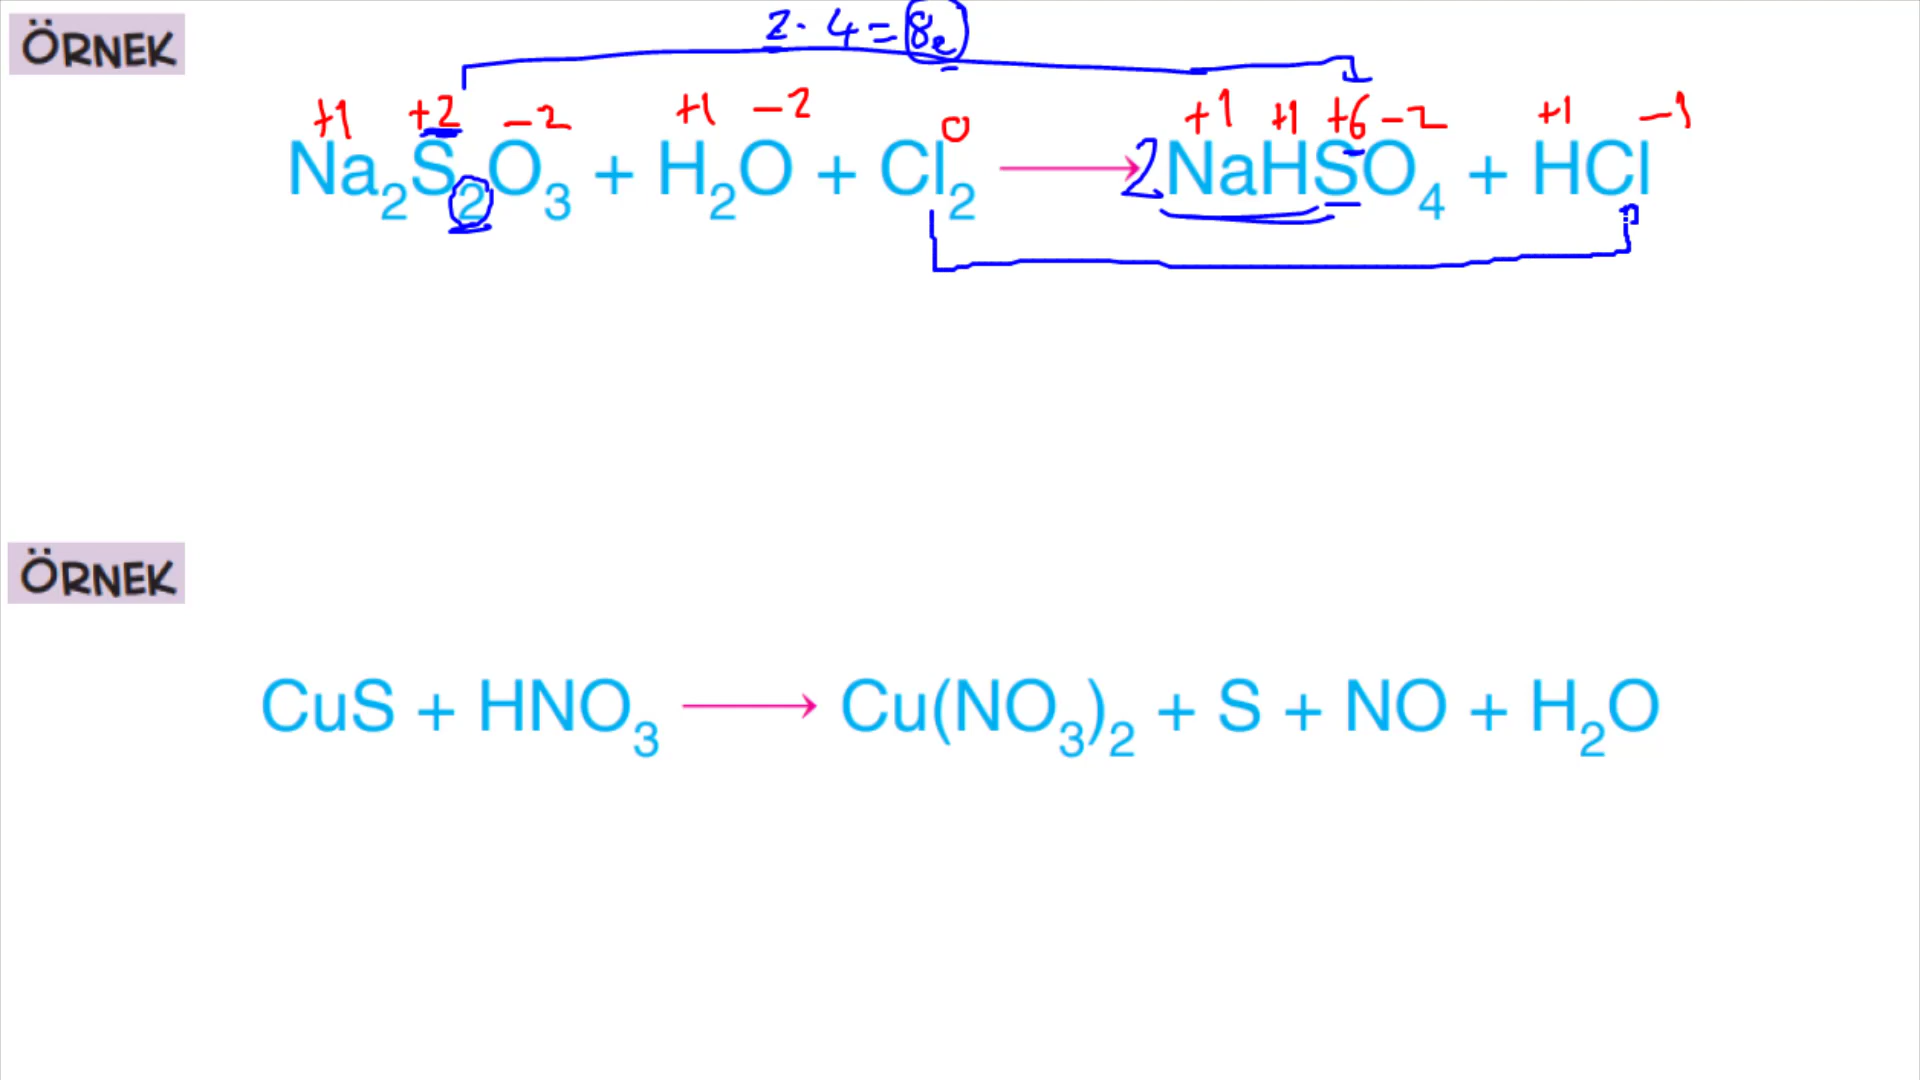 ÖRNEK
2 · 4 = 8e
+1 +2 -2 +1 -2 0 +1 +1 +6 -2 +1 -1
Na₂S₂O₃ + H₂O + Cl₂ → 2NaHSO₄ + HCl
ÖRNEK
CuS + HNO₃ → Cu(NO₃)₂ + S + NO + H₂O